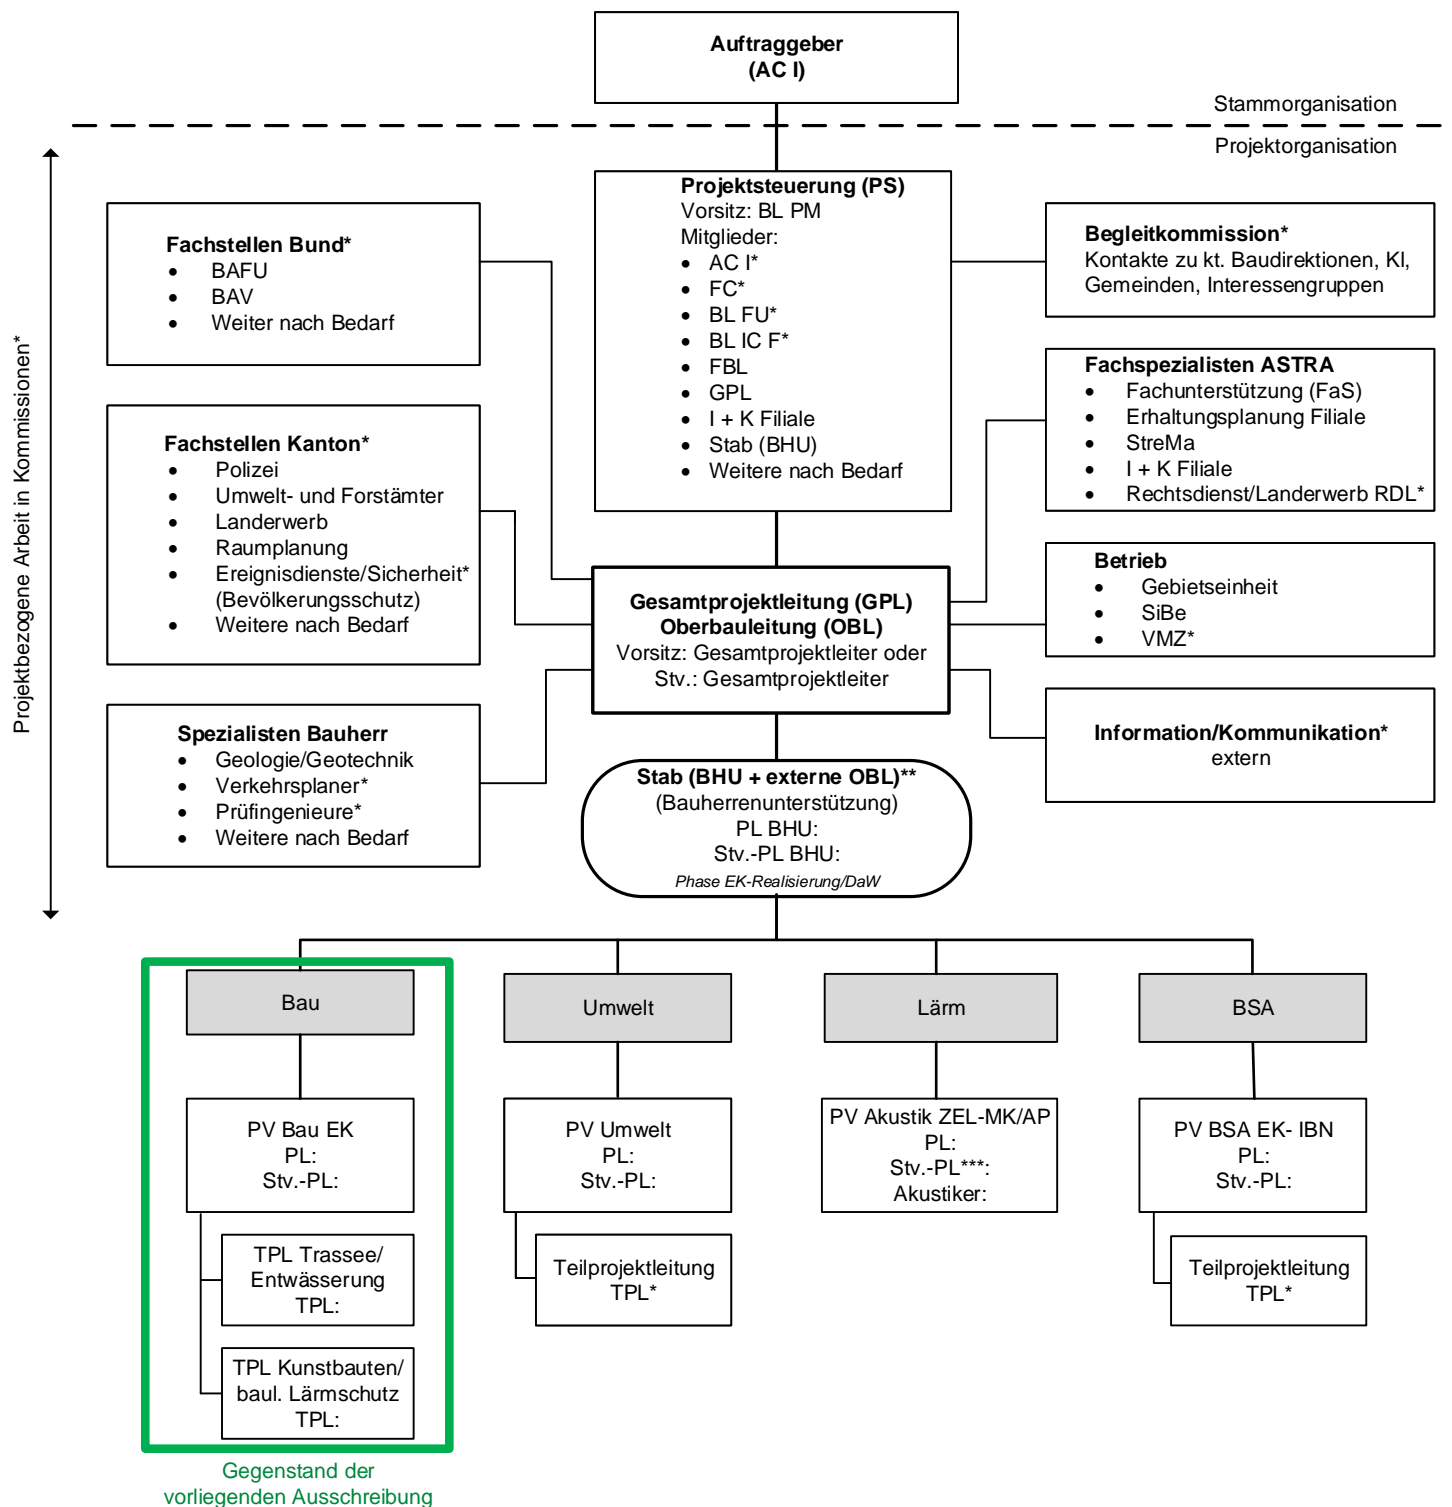 Auftraggeber
(AC I)
Stammorganisation
Projektorganisation
Projektbezogene Arbeit in Kommissionen*
Projektsteuerung (PS)
Vorsitz: BL PM
Mitglieder:
• AC I*
• FC*
• BL FU*
• BL IC F*
• FBL
• GPL
• I + K Filiale
• Stab (BHU)
• Weitere nach Bedarf
Fachstellen Bund*
• BAFU
• BAV
• Weiter nach Bedarf
Fachstellen Kanton*
• Polizei
• Umwelt- und Forstämter
• Landerwerb
• Raumplanung
• Ereignisdienste/Sicherheit*
(Bevölkerungsschutz)
• Weitere nach Bedarf
Spezialisten Bauherr
• Geologie/Geotechnik
• Verkehrsplaner*
• Prüfingenieure*
• Weitere nach Bedarf
Begleitkommission*
Kontakte zu kt. Baudirektionen, KI,
Gemeinden, Interessengruppen
Fachspezialisten ASTRA
• Fachunterstützung (FaS)
• Erhaltungsplanung Filiale
• StreMa
• I + K Filiale
• Rechtsdienst/Landerwerb RDL*
Betrieb
• Gebietseinheit
• SiBe
• VMZ*
Information/Kommunikation*
extern
Gesamtprojektleitung (GPL)
Oberbauleitung (OBL)
Vorsitz: Gesamtprojektleiter oder
Stv.: Gesamtprojektleiter
Stab (BHU + externe OBL)**
(Bauherrenunterstützung)
PL BHU:
Stv.-PL BHU:
Phase EK-Realisierung/DaW
Bau
PV Bau EK
PL:
Stv.-PL:
TPL Trassee/
Entwässerung
TPL:
TPL Kunstbauten/
baul. Lärmschutz
TPL:
Gegenstand der
vorliegenden Ausschreibung
Umwelt
PV Umwelt
PL:
Stv.-PL:
Teilprojektleitung
TPL*
Lärm
PV Akustik ZEL-MK/AP
PL:
Stv.-PL***:
Akustiker:
BSA
PV BSA EK- IBN
PL:
Stv.-PL:
Teilprojektleitung
TPL*